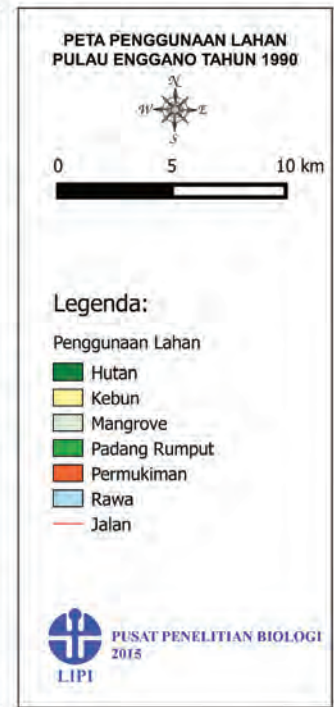 PETA PENGGUNAAN LAHAN
PULAU ENGGANO TAHUN 1990
N
W E
S
0 5 10 km
Legenda:
Penggunaan Lahan
Hutan
Kebun
Mangrove
Padang Rumput
Permukiman
Rawa
Jalan
PUSAT PENELITIAN BIOLOGI
2015
LIPI